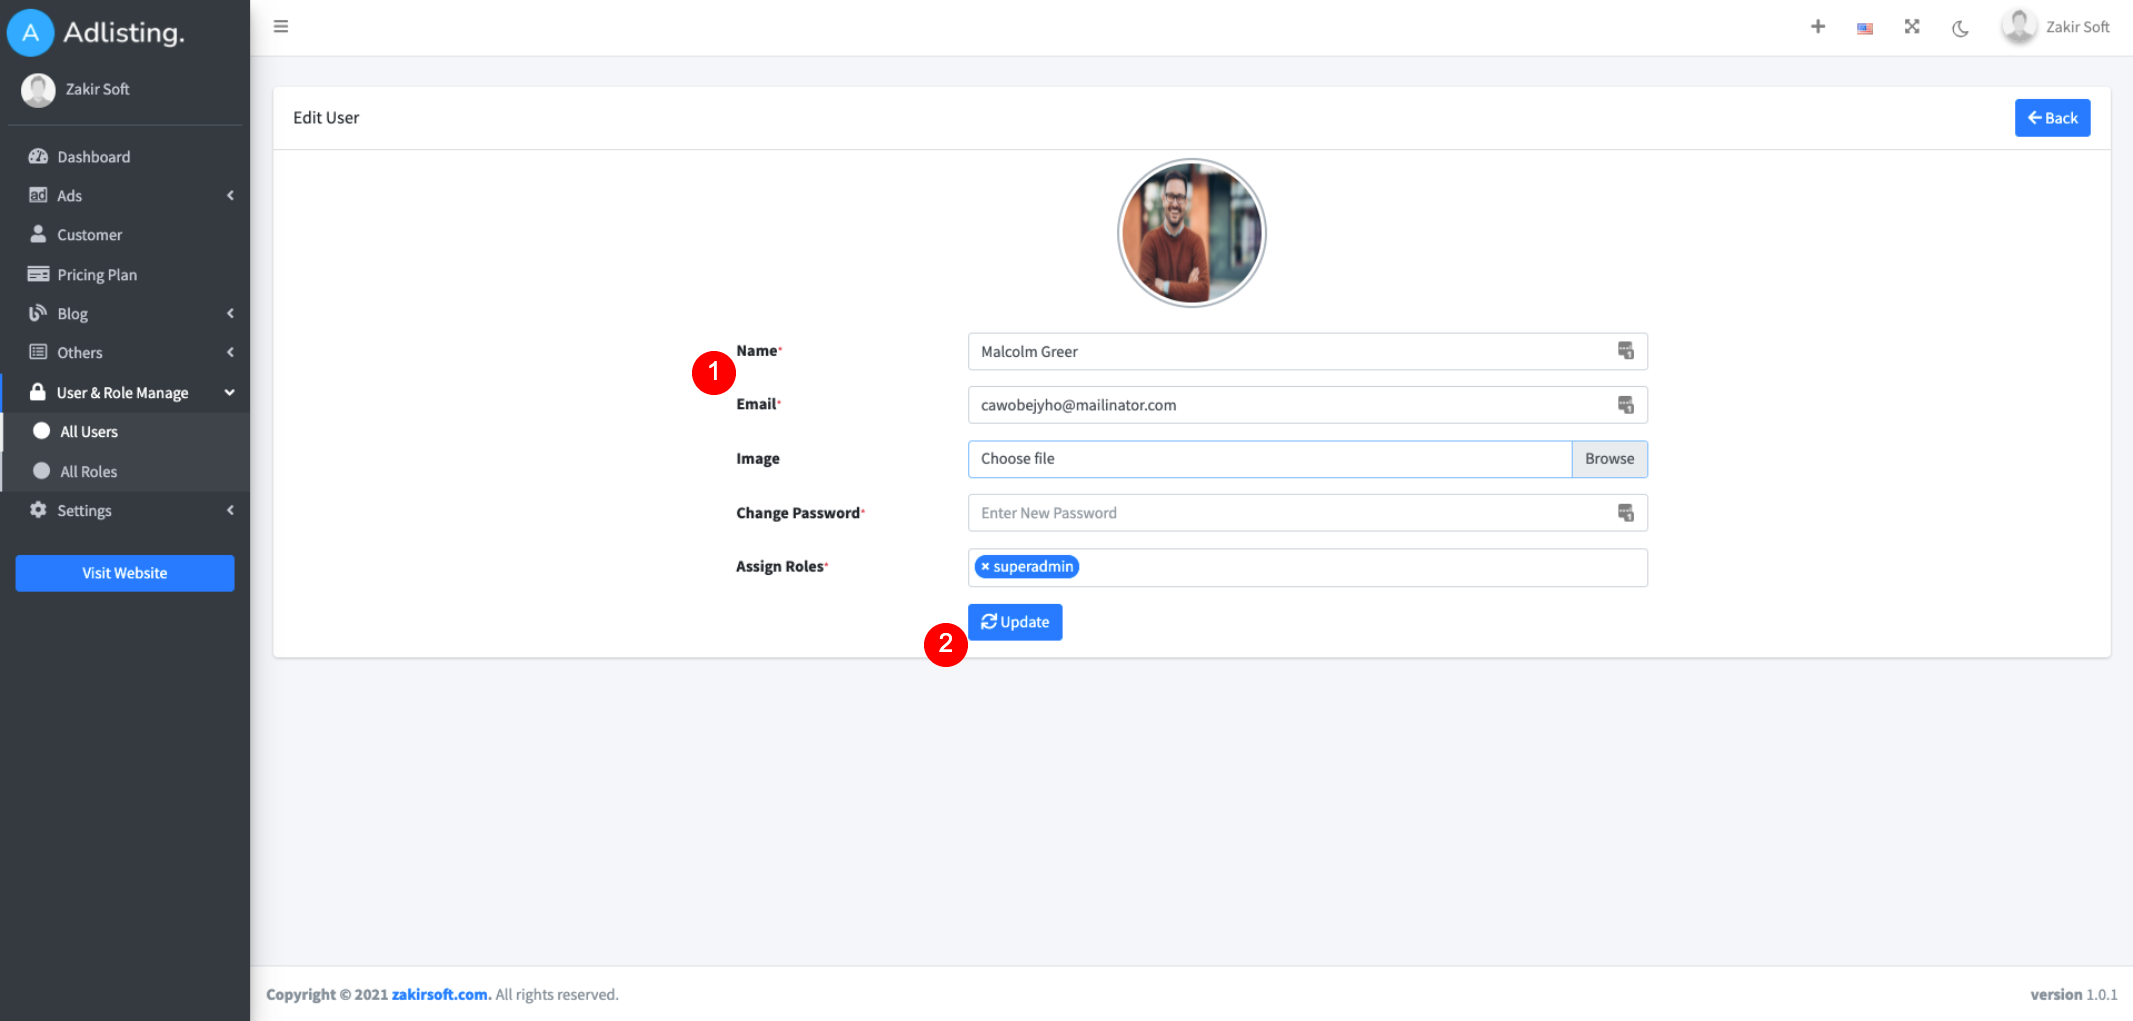 A Adlisting.
Zakir Soft
Zakir Soft
Dashboard
Ads
Customer
Pricing Plan
Blog
Others
User & Role Manage
All Users
All Roles
Settings
Visit Website
Edit User
Back
1
Name*
Malcolm Greer
Email*
cawobejyho@mailinator.com
Image
Choose file
Browse
Change Password*
Enter New Password
Assign Roles*
× superadmin
2
Update
Copyright © 2021 zakirsoft.com. All rights reserved.
version 1.0.1